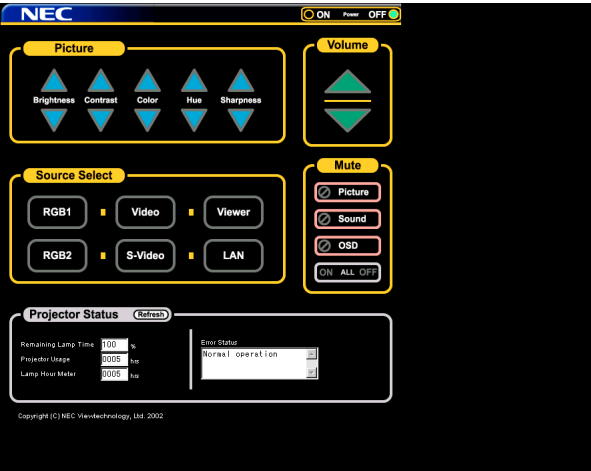 NEC
ON Power OFF
Picture
Brightness Contrast Color Hue Sharpness
Volume
Source Select
RGB1 Video Viewer
RGB2 S-Video LAN
Mute
Picture
Sound
OSD
ON ALL OFF
Projector Status Refresh
Remaining Lamp Time 100 %
Projector Usage 0005 hrs
Lamp Hour Meter 0005 hrs
Error Status
Normal operation
Copyright (C) NEC Viewtechnology, Ltd. 2002